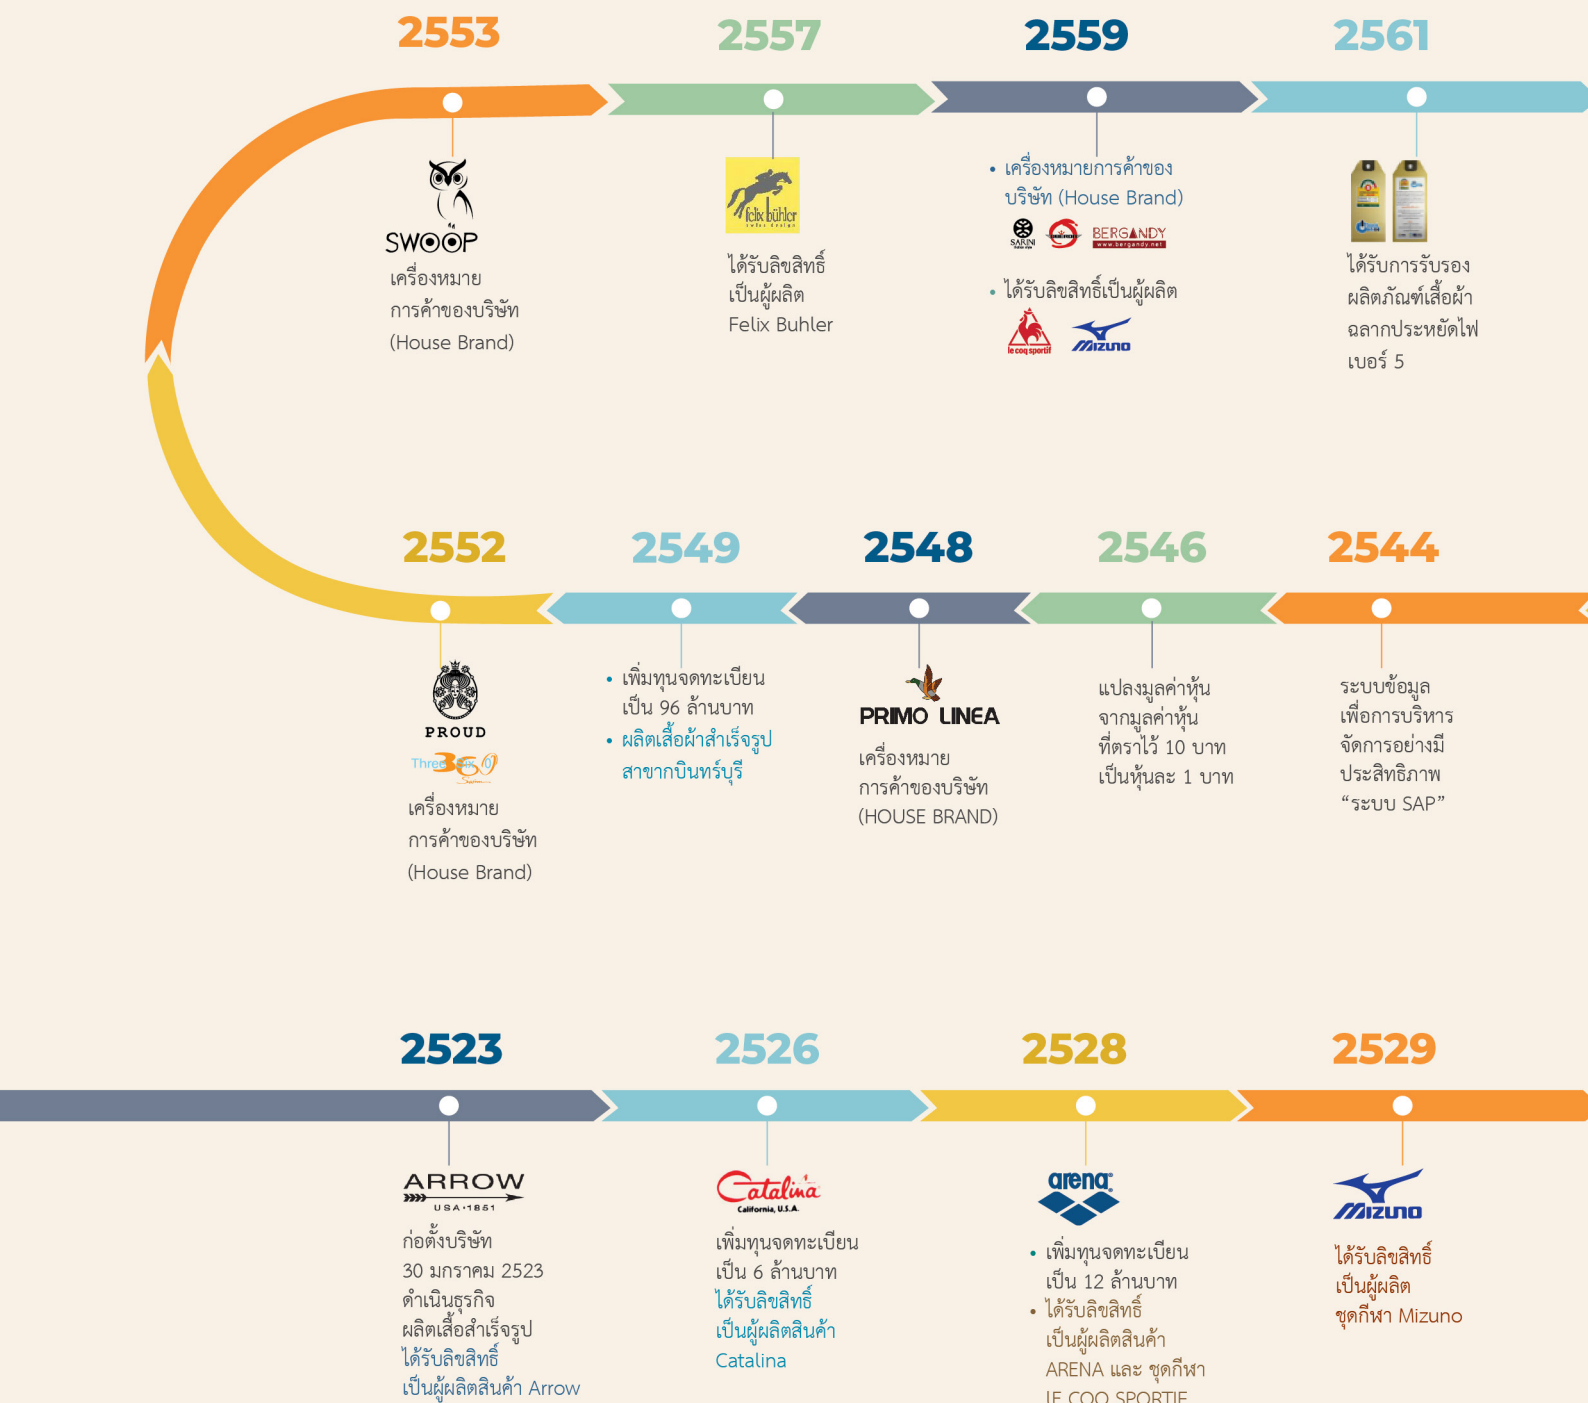 2553
2557
2559
2561
SWOOP
เครื่องหมาย
การค้าของบริษัท
(House Brand)
felix bühler
swiss design
ได้รับลิขสิทธิ์
เป็นผู้ผลิต
Felix Buhler
• เครื่องหมายการค้าของ
บริษัท (House Brand)
SARINI
BERGANDY
www.bergandy.net
• ได้รับลิขสิทธิ์เป็นผู้ผลิต
le coq sportif
MIZUNO
ได้รับการรับรอง
ผลิตภัณฑ์เสื้อผ้า
ฉลากประหยัดไฟ
เบอร์ 5
2552
2549
2548
2546
2544
PROUD
Three Six 0
360
เครื่องหมาย
การค้าของบริษัท
(House Brand)
• เพิ่มทุนจดทะเบียน
เป็น 96 ล้านบาท
• ผลิตเสื้อผ้าสำเร็จรูป
สาขากบินทร์บุรี
PRIMO LINEA
เครื่องหมาย
การค้าของบริษัท
(HOUSE BRAND)
แปลงมูลค่าหุ้น
จากมูลค่าหุ้น
ที่ตราไว้ 10 บาท
เป็นหุ้นละ 1 บาท
ระบบข้อมูล
เพื่อการบริหาร
จัดการอย่างมี
ประสิทธิภาพ
“ระบบ SAP”
2523
2526
2528
2529
ARROW
USA•1851
ก่อตั้งบริษัท
30 มกราคม 2523
ดำเนินธุรกิจ
ผลิตเสื้อสำเร็จรูป
ได้รับลิขสิทธิ์
เป็นผู้ผลิตสินค้า Arrow
Catalina
California, U.S.A.
เพิ่มทุนจดทะเบียน
เป็น 6 ล้านบาท
ได้รับลิขสิทธิ์
เป็นผู้ผลิตสินค้า
Catalina
arena
• เพิ่มทุนจดทะเบียน
เป็น 12 ล้านบาท
• ได้รับลิขสิทธิ์
เป็นผู้ผลิตสินค้า
ARENA และ ชุดกีฬา
LE COQ SPORTIF
MIZUNO
ได้รับลิขสิทธิ์
เป็นผู้ผลิต
ชุดกีฬา Mizuno